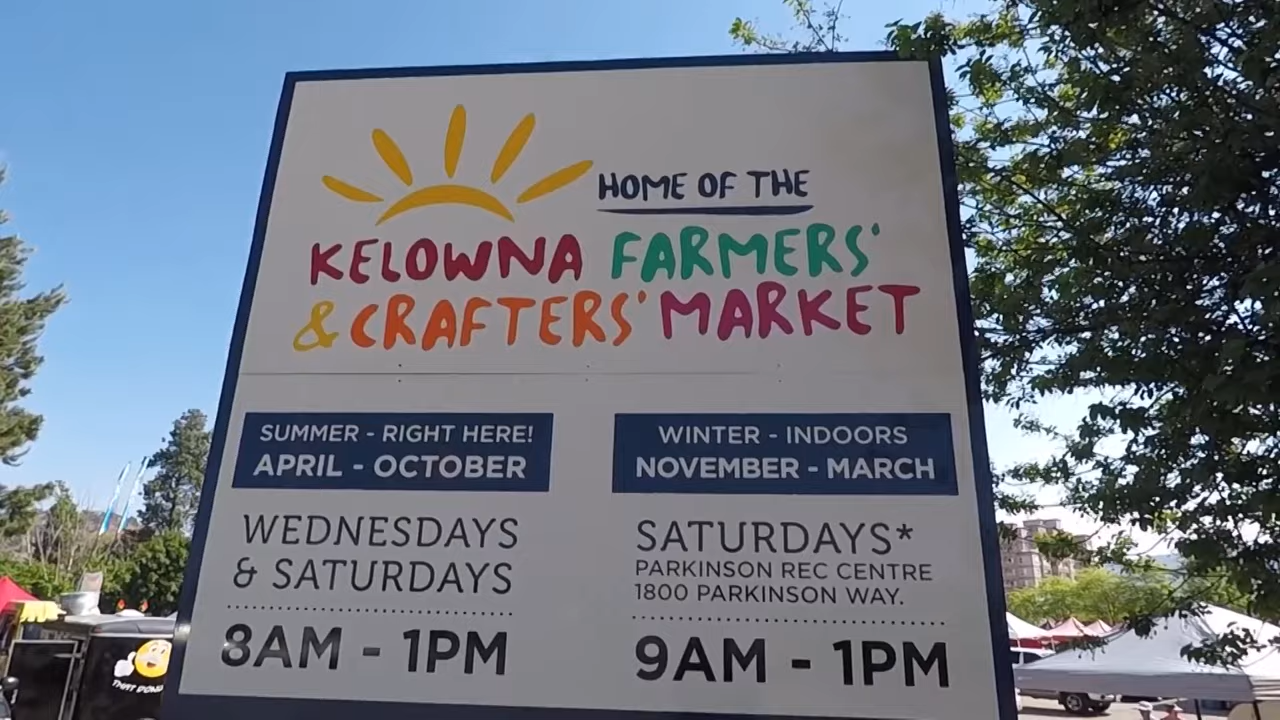 HOME OF THE
KELOWNA FARMERS'
& CRAFTERS' MARKET
SUMMER - RIGHT HERE!
APRIL - OCTOBER
WEDNESDAYS
& SATURDAYS
8AM - 1PM
WINTER - INDOORS
NOVEMBER - MARCH
SATURDAYS*
PARKINSON REC CENTRE
1800 PARKINSON WAY.
9AM - 1PM
THAT